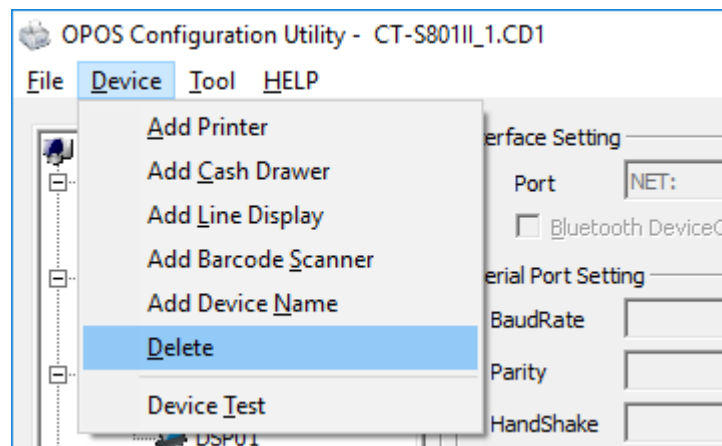 OPOS Configuration Utility - CT-S801II_1.CD1
File Device Tool HELP
Add Printer
Add Cash Drawer
Add Line Display
Add Barcode Scanner
Add Device Name
Delete
Device Test
erface Setting
Port NET:
Bluetooth Device
erial Port Setting
BaudRate
Parity
HandShake
DSP01